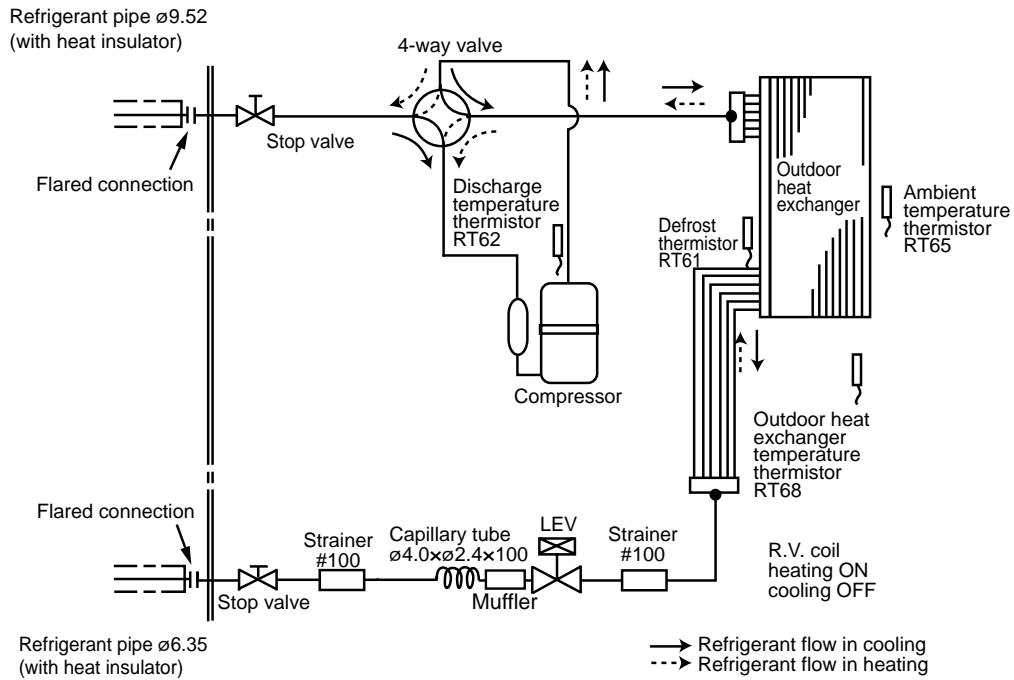 Refrigerant pipe ø9.52
(with heat insulator)
4-way valve
Stop valve
Flared connection
Discharge
temperature
thermistor
RT62
Outdoor
heat
exchanger
Defrost
thermistor
RT61
Ambient
temperature
thermistor
RT65
Compressor
Outdoor heat
exchanger
temperature
thermistor
RT68
Flared connection
Strainer
#100
Capillary tube
ø4.0×ø2.4×100
LEV
Strainer
#100
R.V. coil
heating ON
cooling OFF
Stop valve
Muffler
Refrigerant pipe ø6.35
(with heat insulator)
Refrigerant flow in cooling
Refrigerant flow in heating